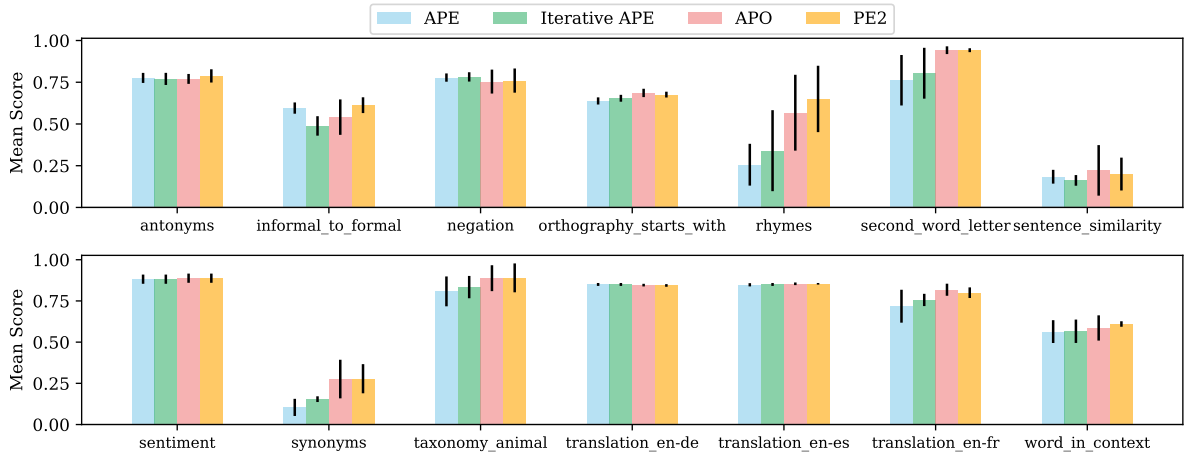 APE Iterative APE APO PE2
Mean Score
1.00
0.75
0.50
0.25
0.00
antonyms informal_to_formal negation orthography_starts_with rhymes second_word_letter sentence_similarity
Mean Score
1.00
0.75
0.50
0.25
0.00
sentiment synonyms taxonomy_animal translation_en-de translation_en-es translation_en-fr word_in_context